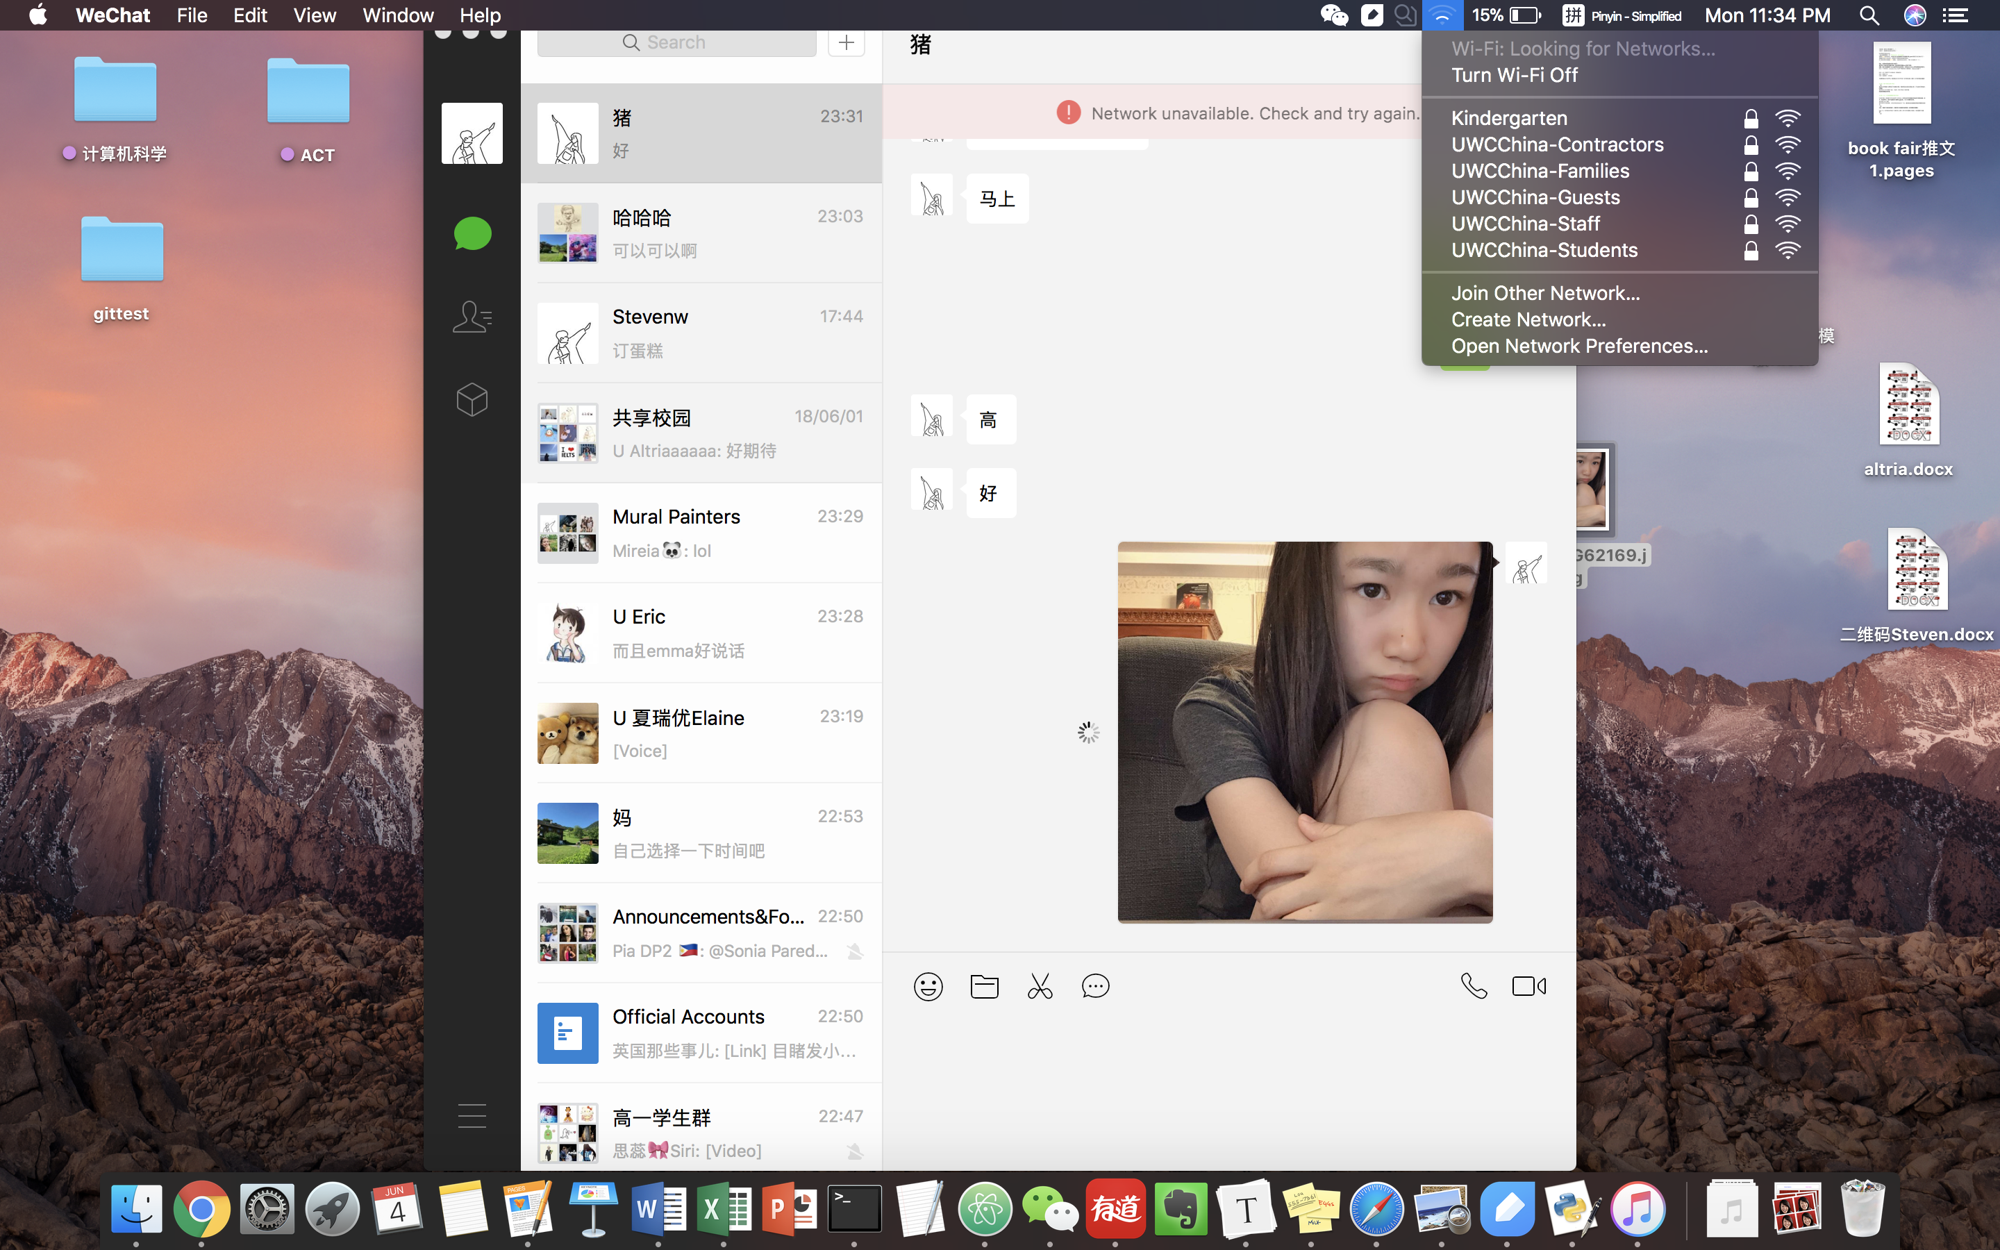 WeChat File Edit View Window Help
15% 拼 Pinyin - Simplified Mon 11:34 PM
Wi-Fi: Looking for Networks...
Turn Wi-Fi Off
Kindergarten
UWCChina-Contractors
UWCChina-Families
UWCChina-Guests
UWCChina-Staff
UWCChina-Students
Join Other Network...
Create Network...
Open Network Preferences...
计算机科学
ACT
gittest
Search
猪 23:31
好
哈哈哈 23:03
可以可以啊
Stevenw 17:44
订蛋糕
共享校园 18/06/01
U Altriaaaaaa: 好期待
Mural Painters 23:29
Mireia🐼: lol
U Eric 23:28
而且emma好说话
U 夏瑞优Elaine 23:19
[Voice]
妈 22:53
自己选择一下时间吧
Announcements&Fo... 22:50
Pia DP2 🇵🇭: @Sonia Pared...
Official Accounts 22:50
英国那些事儿: [Link] 目睹发小...
高一学生群 22:47
思蕊🎀Siri: [Video]
猪
Network unavailable. Check and try again.
马上
高
好
book fair推文
1.pages
模
DOCX
altria.docx
G62169.j
g
DOCX
二维码Steven.docx
JUN
4
PAGES
W
X
P
>_
有道
T